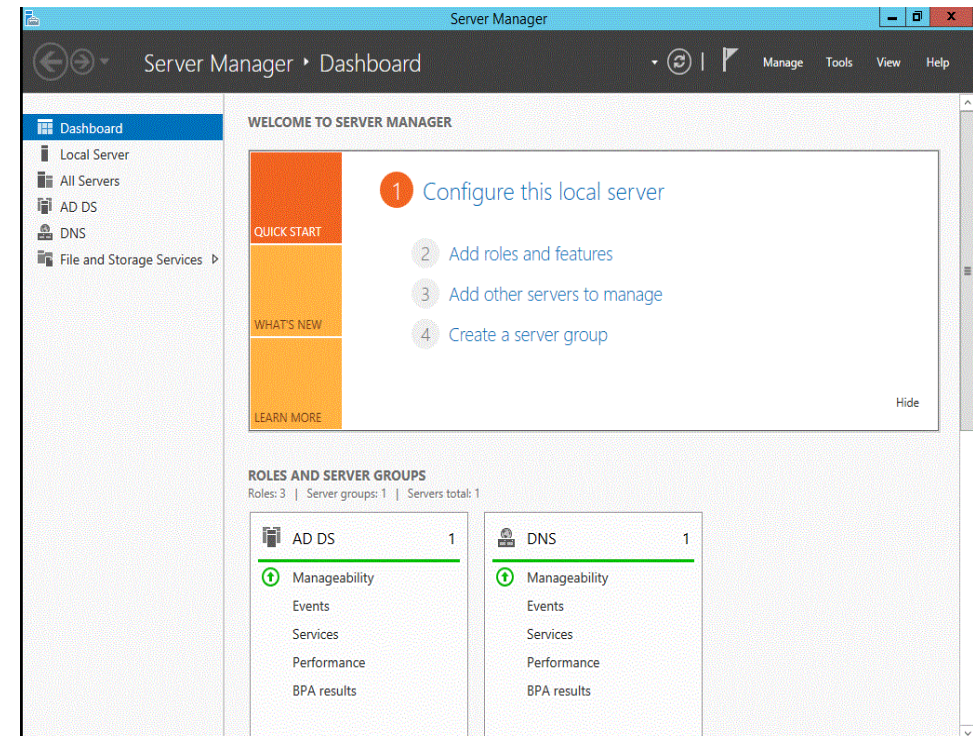 Server Manager
Server Manager ‣ Dashboard
Manage Tools View Help
Dashboard
Local Server
All Servers
AD DS
DNS
File and Storage Services
WELCOME TO SERVER MANAGER
QUICK START
WHAT'S NEW
LEARN MORE
1 Configure this local server
2 Add roles and features
3 Add other servers to manage
4 Create a server group
Hide
ROLES AND SERVER GROUPS
Roles: 3 | Server groups: 1 | Servers total: 1
AD DS 1
Manageability
Events
Services
Performance
BPA results
DNS 1
Manageability
Events
Services
Performance
BPA results